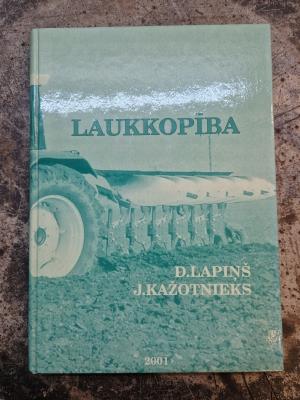 LAUKKOPĪBA
D.LAPIŅŠ
J.KAŽOTNIEKS
2001